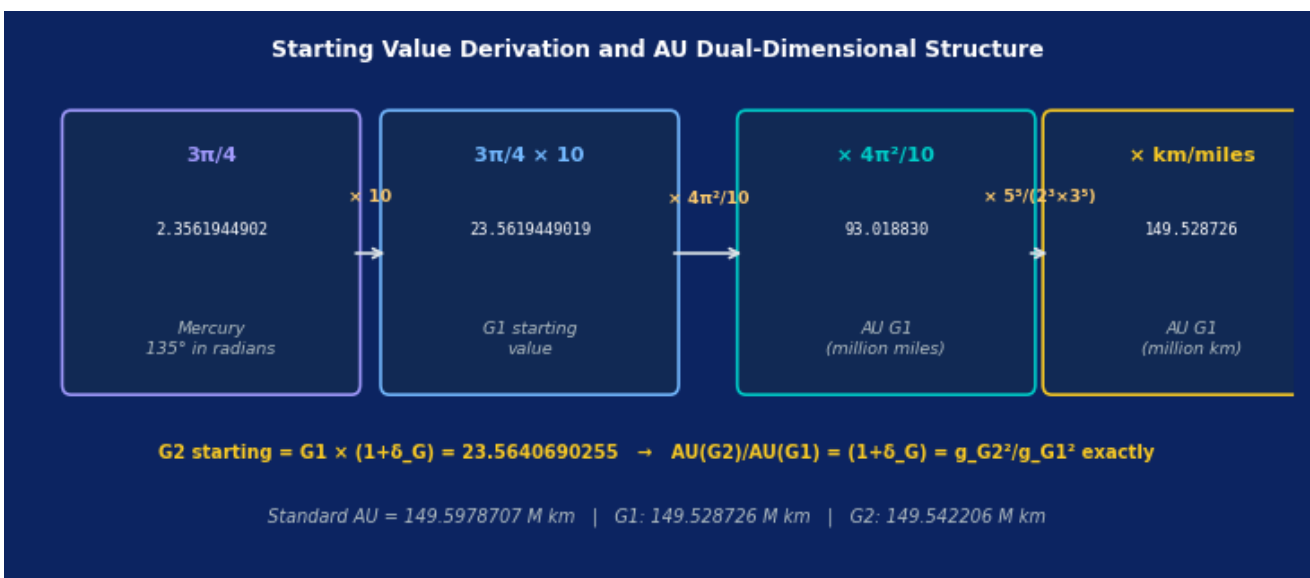 Starting Value Derivation and AU Dual-Dimensional Structure
3π/4
2.3561944902
Mercury
135° in radians
× 10
3π/4 × 10
23.5619449019
G1 starting
value
× 4π²/10
× 4π²/10
93.018830
AU G1
(million miles)
× 5⁵/(2³×3⁵)
× km/miles
149.528726
AU G1
(million km)
G2 starting = G1 × (1+δ_G) = 23.5640690255 → AU(G2)/AU(G1) = (1+δ_G) = g_G2²/g_G1² exactly
Standard AU = 149.5978707 M km | G1: 149.528726 M km | G2: 149.542206 M km